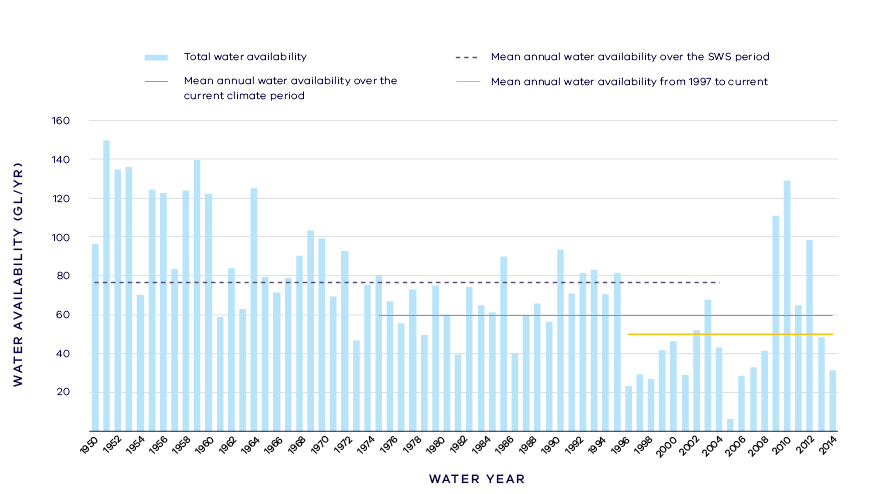 Total water availability
Mean annual water availability over the SWS period
Mean annual water availability over the
current climate period
Mean annual water availability from 1997 to current
WATER AVAILABILITY (GL/YR)
160
140
120
100
80
60
40
20
1950 1952 1954 1956 1958 1960 1962 1964 1966 1968 1970 1972 1974 1976 1978 1980 1982 1984 1986 1988 1990 1992 1994 1996 1998 2000 2002 2004 2006 2008 2010 2012 2014
WATER YEAR